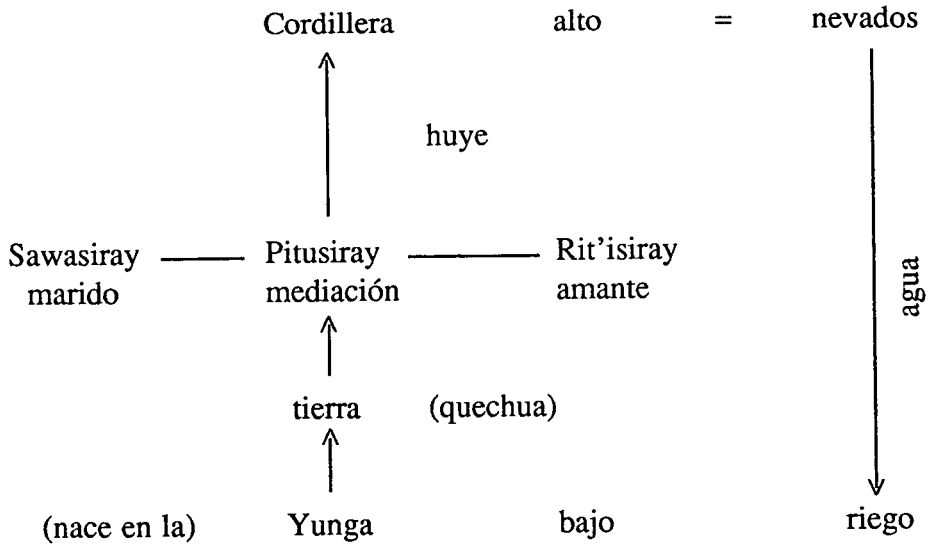 Cordillera alto = nevados
huye
Sawasiray Pitusiray Rit'isiray
marido mediación amante
agua
tierra (quechua)
(nace en la) Yunga bajo riego